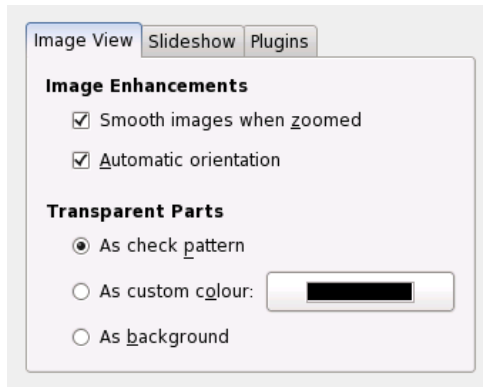 Image View Slideshow Plugins
Image Enhancements
Smooth images when zoomed
Automatic orientation
Transparent Parts
As check pattern
As custom colour:
As background